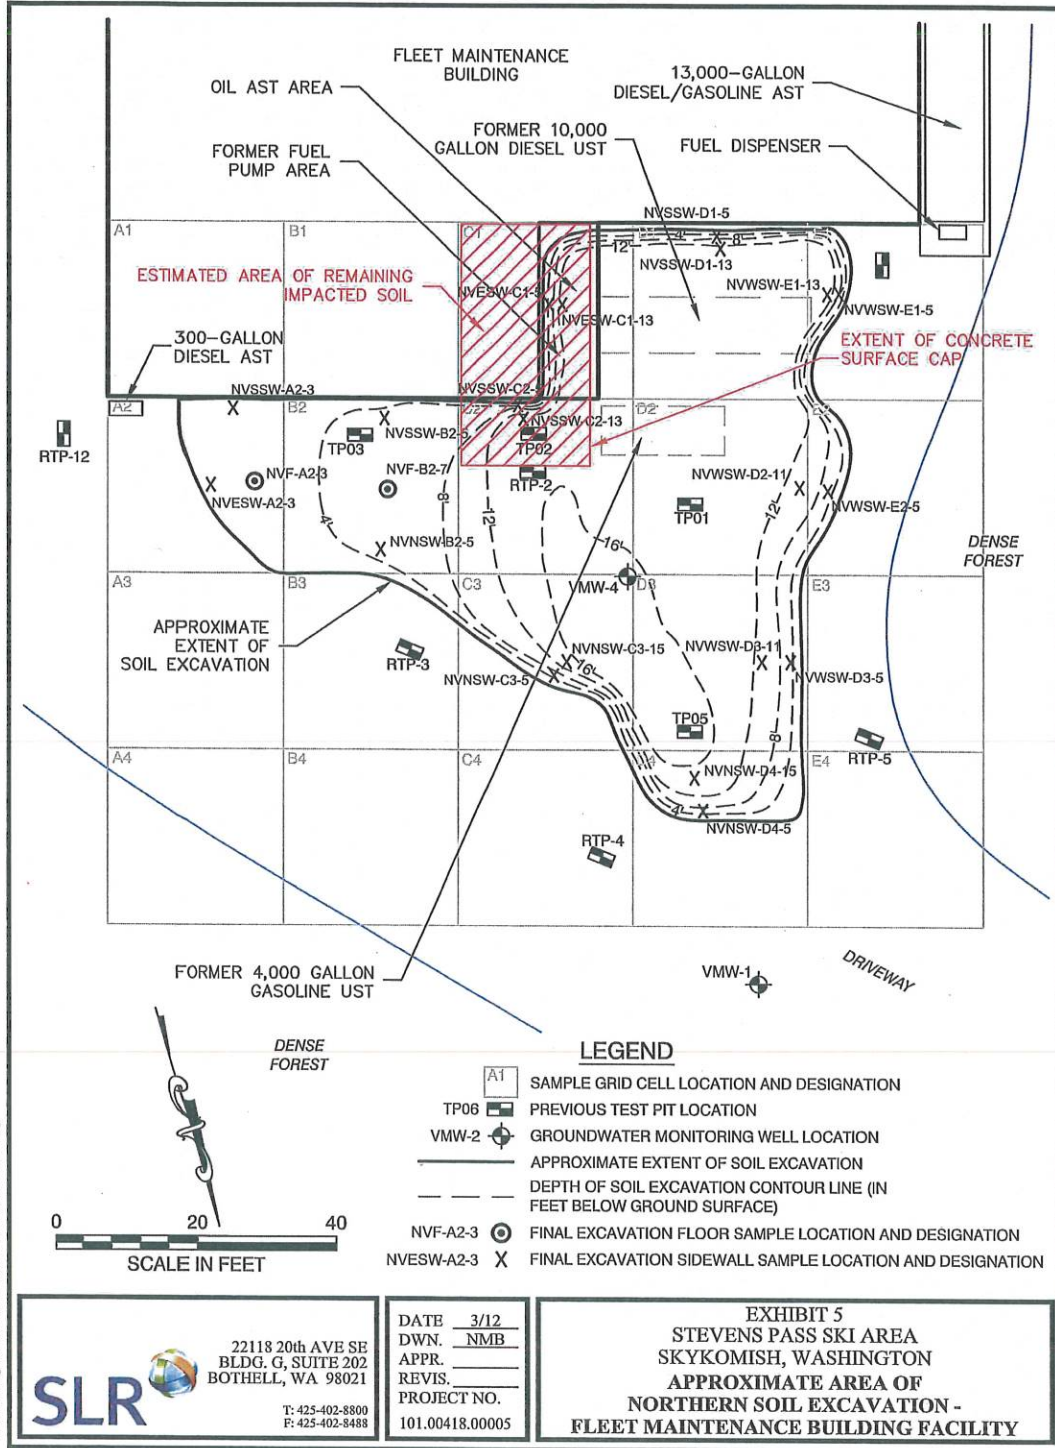 FLEET MAINTENANCE
BUILDING
OIL AST AREA
13,000-GALLON
DIESEL/GASOLINE AST
FORMER 10,000
GALLON DIESEL UST
FUEL DISPENSER
FORMER FUEL
PUMP AREA
NVSSW-D1-5
A1
B1
C1
4'
8'
12'
NVSSW-D1-13
ESTIMATED AREA OF REMAINING
IMPACTED SOIL
NVESW-C1-5
NVESW-C1-13
NVWSW-E1-13
NVWSW-E1-5
EXTENT OF CONCRETE
SURFACE CAP
300-GALLON
DIESEL AST
NVSSW-A2-3
NVSSW-C2-5
A2
B2
D2
NVSSW-B2-5
NVSSW-C2-13
RTP-12
TP03
TP02
NVF-A2-3
NVF-B2-7
RTP-2
NVWSW-D2-11
NVESW-A2-3
NVWSW-E2-5
4'
8'
12'
16'
12'
TP01
NVNSW-B2-5
DENSE
FOREST
A3
B3
C3
VMW-4
D3
E3
APPROXIMATE
EXTENT OF
SOIL EXCAVATION
RTP-3
NVNSW-C3-15
NVWSW-D3-11
NVNSW-C3-5
16'
NVWSW-D3-5
TP05
8'
RTP-5
A4
B4
C4
E4
NVNSW-D4-15
4'
NVNSW-D4-5
RTP-4
FORMER 4,000 GALLON
GASOLINE UST
VMW-1
DRIVEWAY
DENSE
FOREST
LEGEND
A1 SAMPLE GRID CELL LOCATION AND DESIGNATION
TP06 PREVIOUS TEST PIT LOCATION
VMW-2 GROUNDWATER MONITORING WELL LOCATION
APPROXIMATE EXTENT OF SOIL EXCAVATION
DEPTH OF SOIL EXCAVATION CONTOUR LINE (IN
FEET BELOW GROUND SURFACE)
NVF-A2-3 FINAL EXCAVATION FLOOR SAMPLE LOCATION AND DESIGNATION
NVESW-A2-3 X FINAL EXCAVATION SIDEWALL SAMPLE LOCATION AND DESIGNATION
0 20 40
SCALE IN FEET
SLR
22118 20th AVE SE
BLDG. G, SUITE 202
BOTHELL, WA 98021
T: 425-402-8800
F: 425-402-8488
DATE 3/12
DWN. NMB
APPR.
REVIS.
PROJECT NO.
101.00418.00005
EXHIBIT 5
STEVENS PASS SKI AREA
SKYKOMISH, WASHINGTON
APPROXIMATE AREA OF
NORTHERN SOIL EXCAVATION -
FLEET MAINTENANCE BUILDING FACILITY